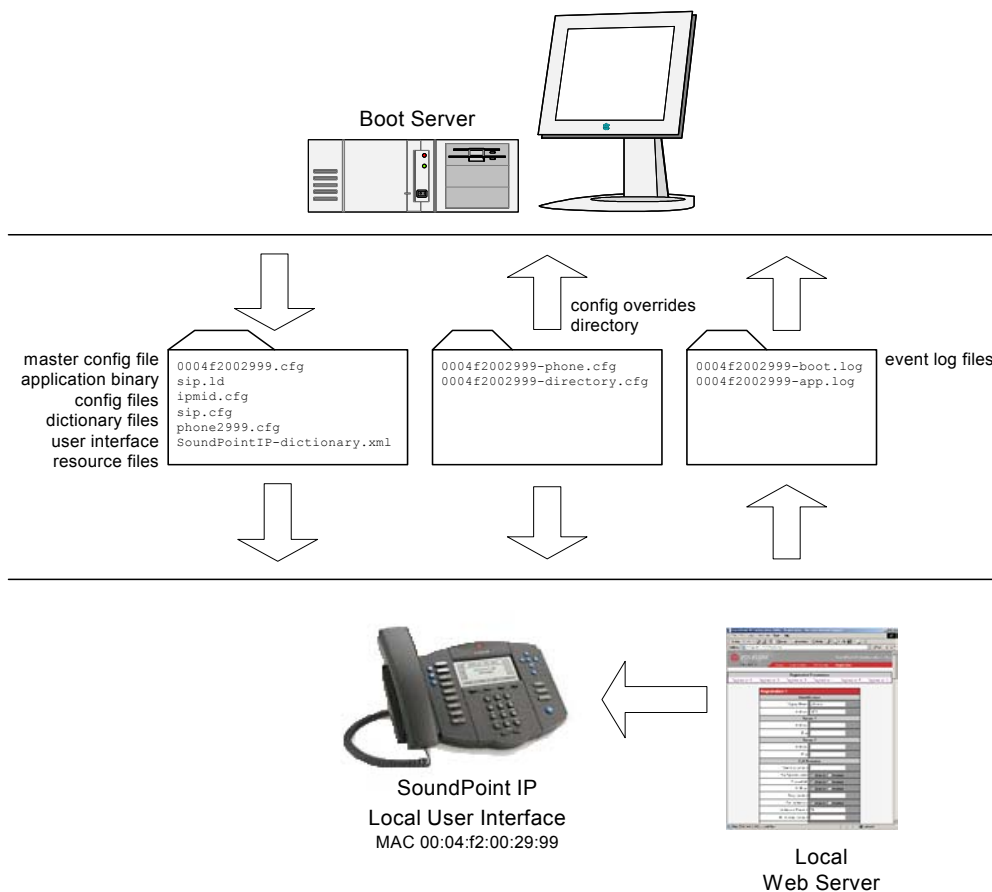 Boot Server
config overrides
directory
master config file
application binary
config files
dictionary files
user interface
resource files
0004f2002999.cfg
sip.ld
ipmid.cfg
sip.cfg
phone2999.cfg
SoundPointIP-dictionary.xml
0004f2002999-phone.cfg
0004f2002999-directory.cfg
0004f2002999-boot.log
0004f2002999-app.log
event log files
SoundPoint IP
Local User Interface
MAC 00:04:f2:00:29:99
Local
Web Server